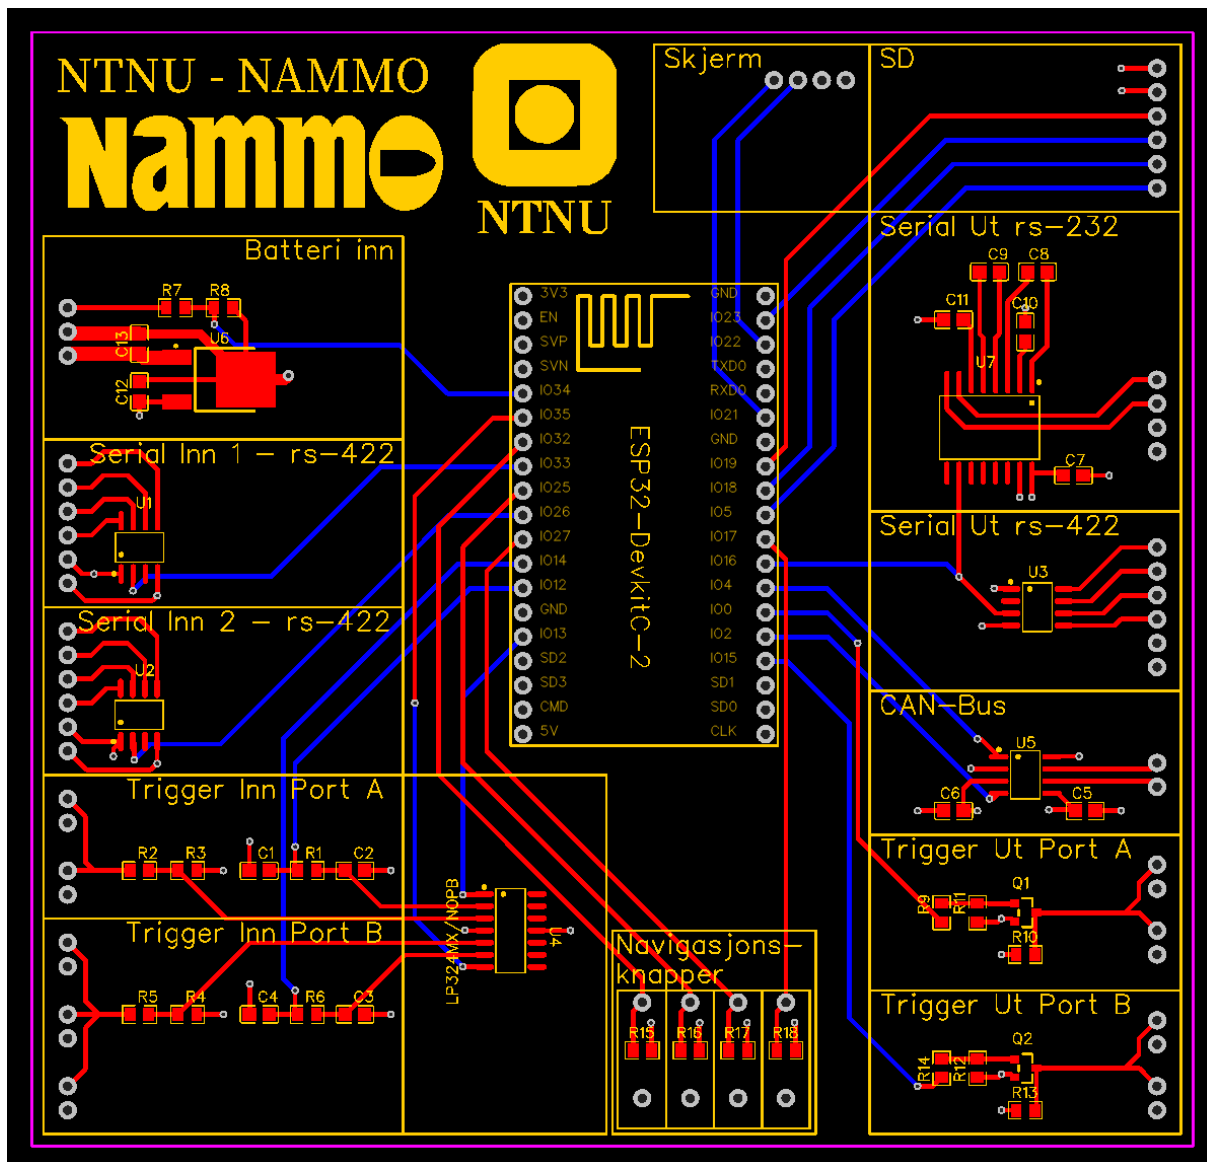 NTNU - NAMMO
Nammo
NTNU
Skjerm
SD
Batteri inn
R7
R8
C13
U6
C12
Serial Inn 1 - rs-422
U1
Serial Inn 2 - rs-422
U2
Trigger Inn Port A
R2
R3
C1
R1
C2
Trigger Inn Port B
R5
R4
C4
R6
C3
LP324MX/NOPB
U4
3V3
EN
SVP
SVN
IO34
IO35
IO32
IO33
IO25
IO26
IO27
IO14
IO12
GND
IO13
SD2
SD3
CMD
5V
ESP32-DevkitC-2
GND
IO23
IO22
TXD0
RXD0
IO21
GND
IO19
IO18
IO5
IO17
IO16
IO4
IO0
IO2
IO15
SD1
SD0
CLK
Navigasjons-
knapper
R15
R16
R17
R18
Serial Ut rs-232
C9
C8
C11
C10
U7
C7
Serial Ut rs-422
U3
CAN-Bus
U5
C6
C5
Trigger Ut Port A
R9
R11
Q1
R10
Trigger Ut Port B
R14
R12
Q2
R13